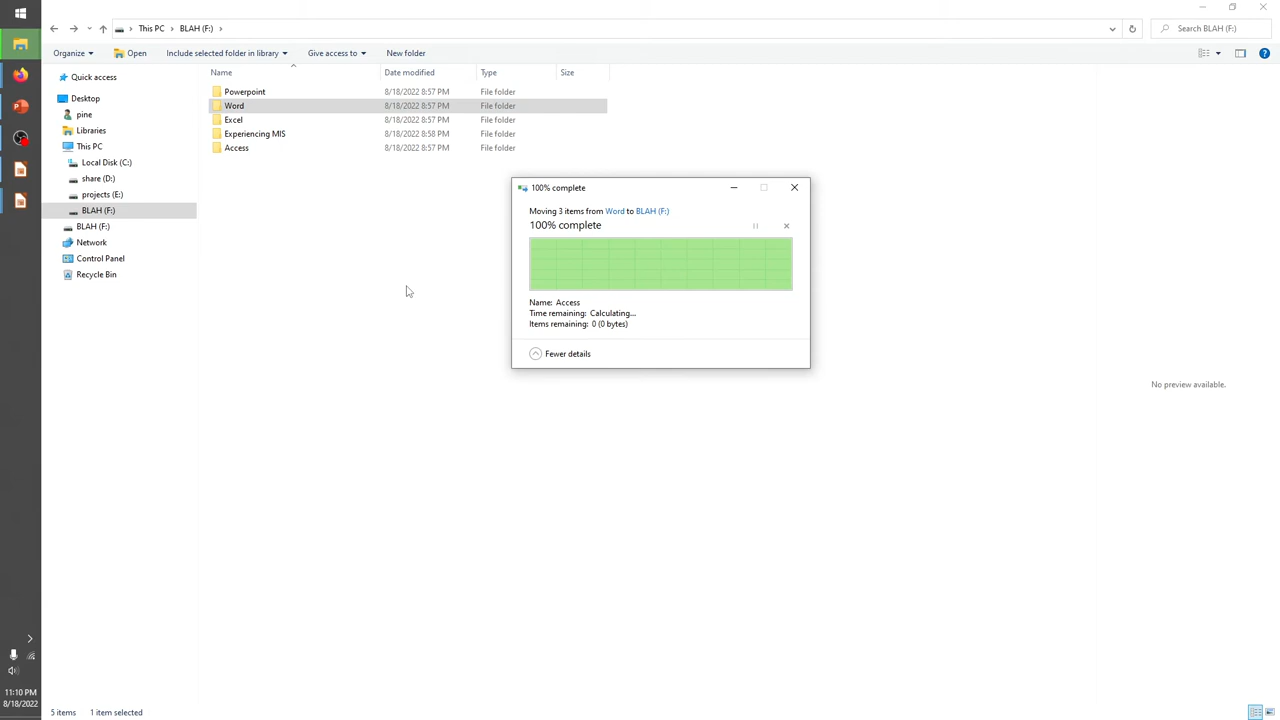 This PC
BLAH (F:)
Search BLAH (F:)
Organize
Open
Include selected folder in library
Give access to
New folder
Quick access
Desktop
pine
Libraries
This PC
Local Disk (C:)
share (D:)
projects (E:)
BLAH (F:)
BLAH (F:)
Network
Control Panel
Recycle Bin
Name Date modified Type Size
Powerpoint 8/18/2022 8:57 PM File folder
Word 8/18/2022 8:57 PM File folder
Excel 8/18/2022 8:57 PM File folder
Experiencing MIS 8/18/2022 8:58 PM File folder
Access 8/18/2022 8:57 PM File folder
100% complete
Moving 3 items from Word to BLAH (F:)
100% complete
Name: Access
Time remaining: Calculating...
Items remaining: 0 (0 bytes)
Fewer details
No preview available.
11:10 PM
8/18/2022
5 items 1 item selected